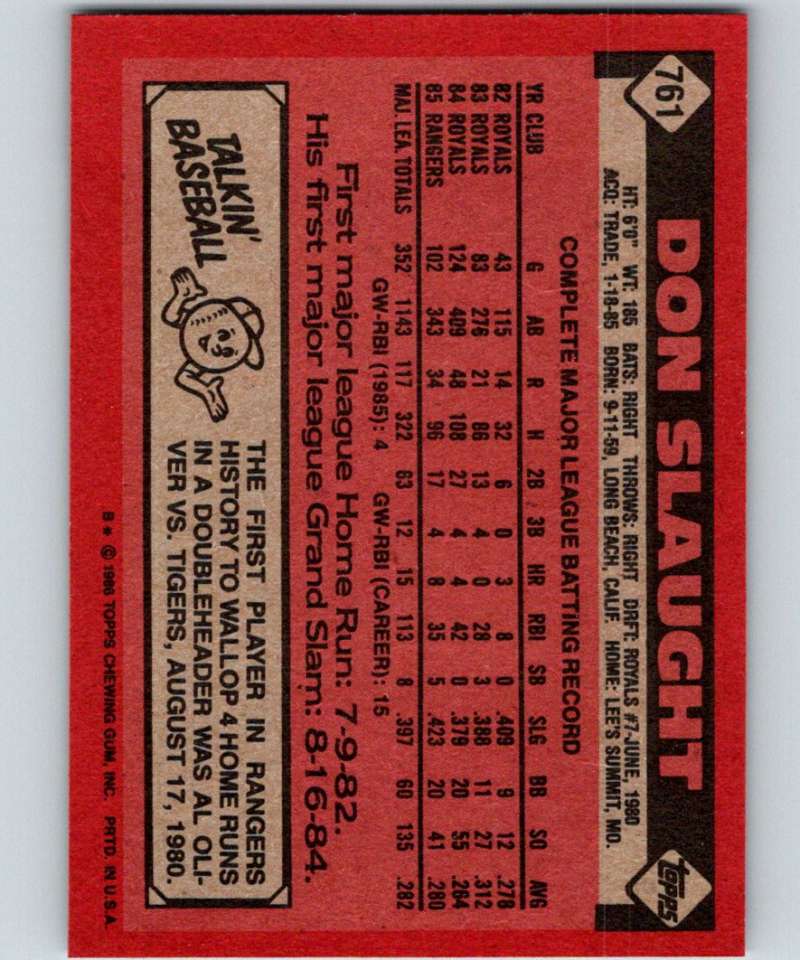 761
DON SLAUGHT
topps
HT: 6'0" WT: 185 BATS: RIGHT THROWS: RIGHT DRFT: ROYALS #7-JUNE, 1980
ACQ: TRADE, 1-18-85 BORN: 9-11-59, LONG BEACH, CALIF. HOME: LEE'S SUMMIT, MO.
COMPLETE MAJOR LEAGUE BATTING RECORD
YR CLUB G AB R H 2B 3B HR RBI SB SLG BB SO AVG
82 ROYALS 43 115 14 32 6 0 3 8 0 .409 9 12 .278
83 ROYALS 83 276 21 86 13 4 0 28 3 .388 11 27 .312
84 ROYALS 124 409 48 108 27 4 4 42 0 .379 20 55 .264
85 RANGERS 102 343 34 96 17 4 8 35 5 .423 20 41 .280
MAJ. LEA. TOTALS 352 1143 117 322 63 12 15 113 8 .397 60 135 .282
GW-RBI (1985): 4 GW-RBI (CAREER): 15
First major league Home Run: 7-9-82.
His first major league Grand Slam: 8-16-84.
TALKIN'
BASEBALL
THE FIRST PLAYER IN RANGERS
HISTORY TO WALLOP 4 HOME RUNS
IN A DOUBLEHEADER WAS AL OLI-
VER VS. TIGERS, AUGUST 17, 1980.
B* © 1986 TOPPS CHEWING GUM, INC. PRTD. IN U.S.A.